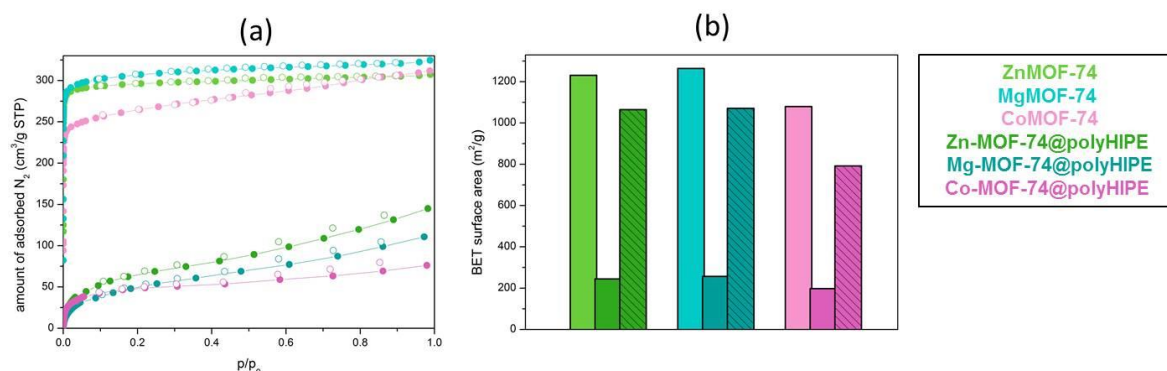 (a)
(b)
amount of adsorbed N2 (cm3/g STP)
300
250
200
150
100
50
0
0.0 0.2 0.4 0.6 0.8 1.0
BET surface area (m2/g)
1200
1000
800
600
400
200
0
ZnMOF-74
MgMOF-74
CoMOF-74
Zn-MOF-74@polyHIPE
Mg-MOF-74@polyHIPE
Co-MOF-74@polyHIPE